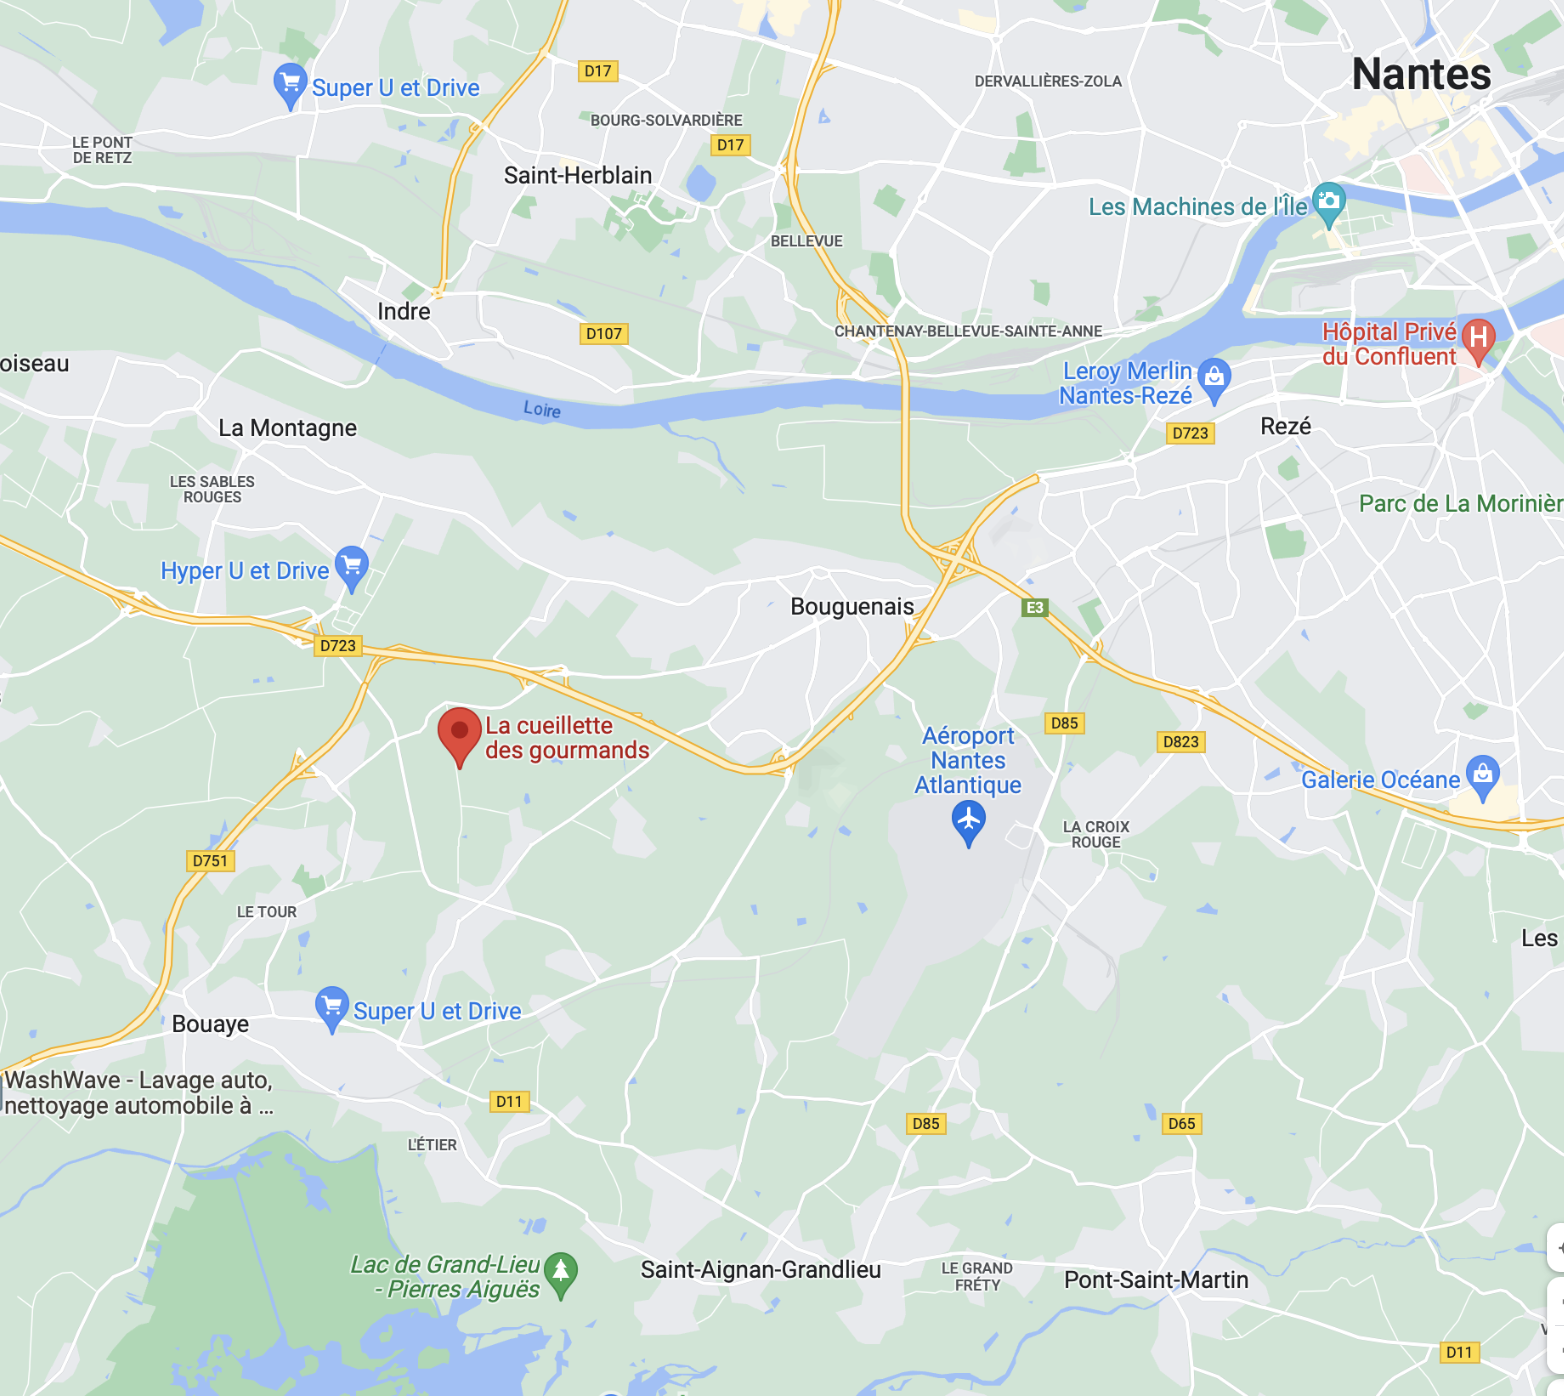 Nantes
D17
DERVALLIÈRES-ZOLA
Super U et Drive
BOURG-SOLVARDIÈRE
D17
LE PONT
DE RETZ
Saint-Herblain
Les Machines de l'Île
BELLEVUE
Indre
D107
CHANTENAY-BELLEVUE-SAINTE-ANNE
Hôpital Privé
du Confluent
oiseau
Leroy Merlin
Nantes-Rezé
Loire
La Montagne
D723
Rezé
LES SABLES
ROUGES
Parc de La Morinièr
Hyper U et Drive
Bouguenais
E3
D723
La cueillette
des gourmands
D85
Aéroport
Nantes
Atlantique
D823
Galerie Océane
LA CROIX
ROUGE
D751
LE TOUR
Les
Bouaye
Super U et Drive
WashWave - Lavage auto,
nettoyage automobile à ...
D11
D85
D65
L'ÉTIER
Lac de Grand-Lieu
- Pierres Aiguës
Saint-Aignan-Grandlieu
LE GRAND
FRÉTY
Pont-Saint-Martin
D11